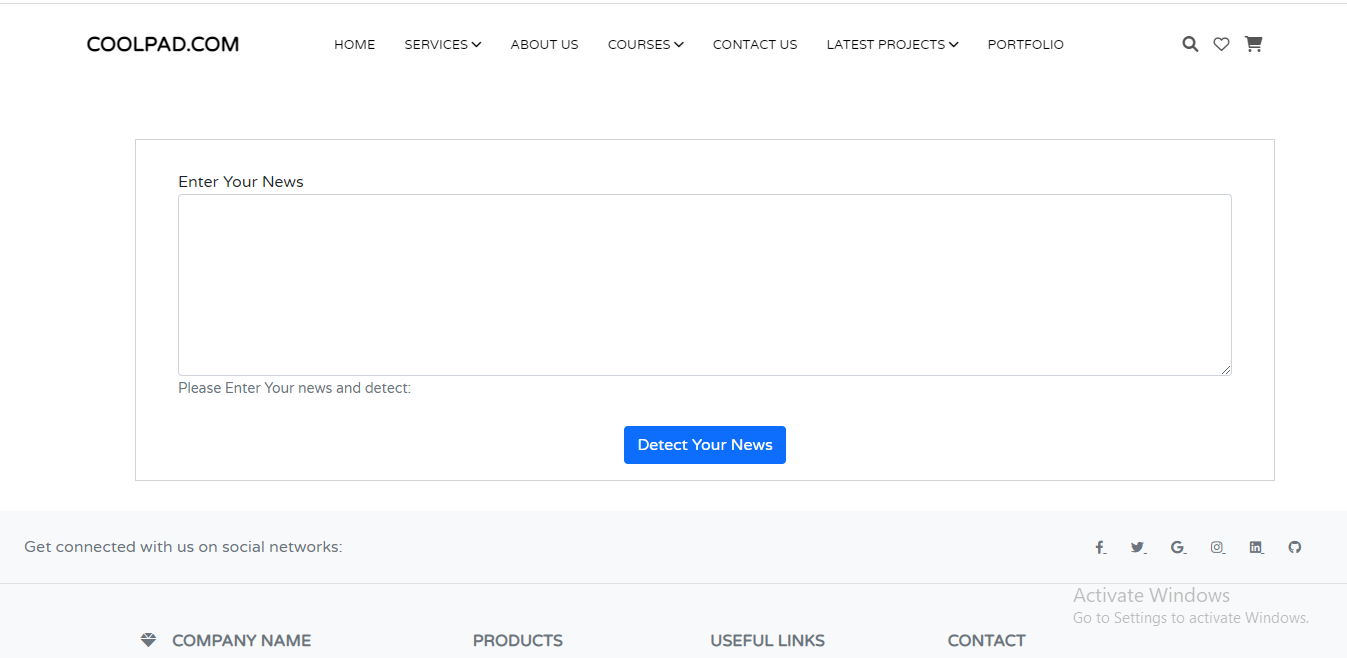 COOLPAD.COM HOME SERVICES ABOUT US COURSES CONTACT US LATEST PROJECTS PORTFOLIO
Enter Your News
Please Enter Your news and detect:
Detect Your News
Get connected with us on social networks:
Activate Windows
Go to Settings to activate Windows.
COMPANY NAME PRODUCTS USEFUL LINKS CONTACT